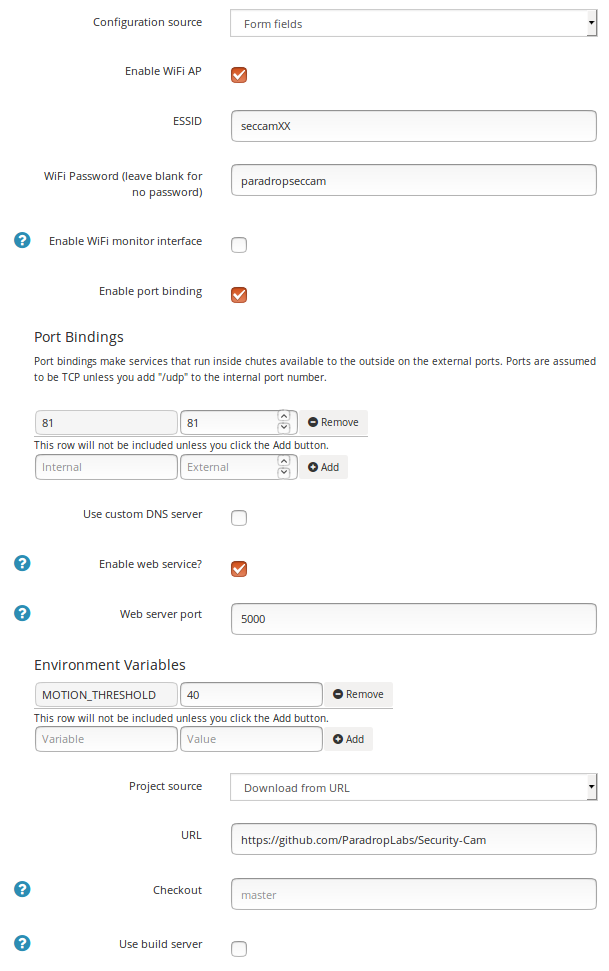 Configuration source
Form fields
Enable WiFi AP
ESSID
seccamXX
WiFi Password (leave blank for
no password)
paradropseccam
? Enable WiFi monitor interface
Enable port binding
Port Bindings
Port bindings make services that run inside chutes available to the outside on the external ports. Ports are assumed
to be TCP unless you add "/udp" to the internal port number.
81 81 Remove
This row will not be included unless you click the Add button.
Internal External Add
Use custom DNS server
? Enable web service?
? Web server port
5000
Environment Variables
MOTION_THRESHOLD 40 Remove
This row will not be included unless you click the Add button.
Variable Value Add
Project source
Download from URL
URL
https://github.com/ParadropLabs/Security-Cam
? Checkout
master
? Use build server